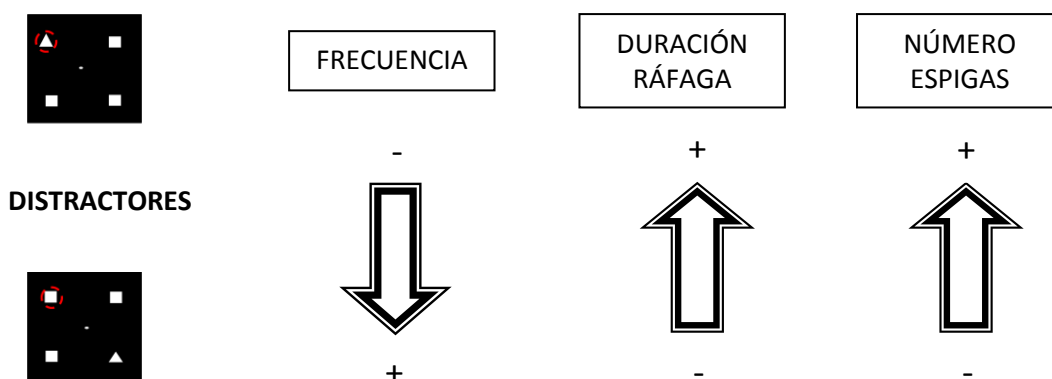 FRECUENCIA
DURACIÓN
RÁFAGA
NÚMERO
ESPIGAS
- + +
DISTRACTORES
+ - -